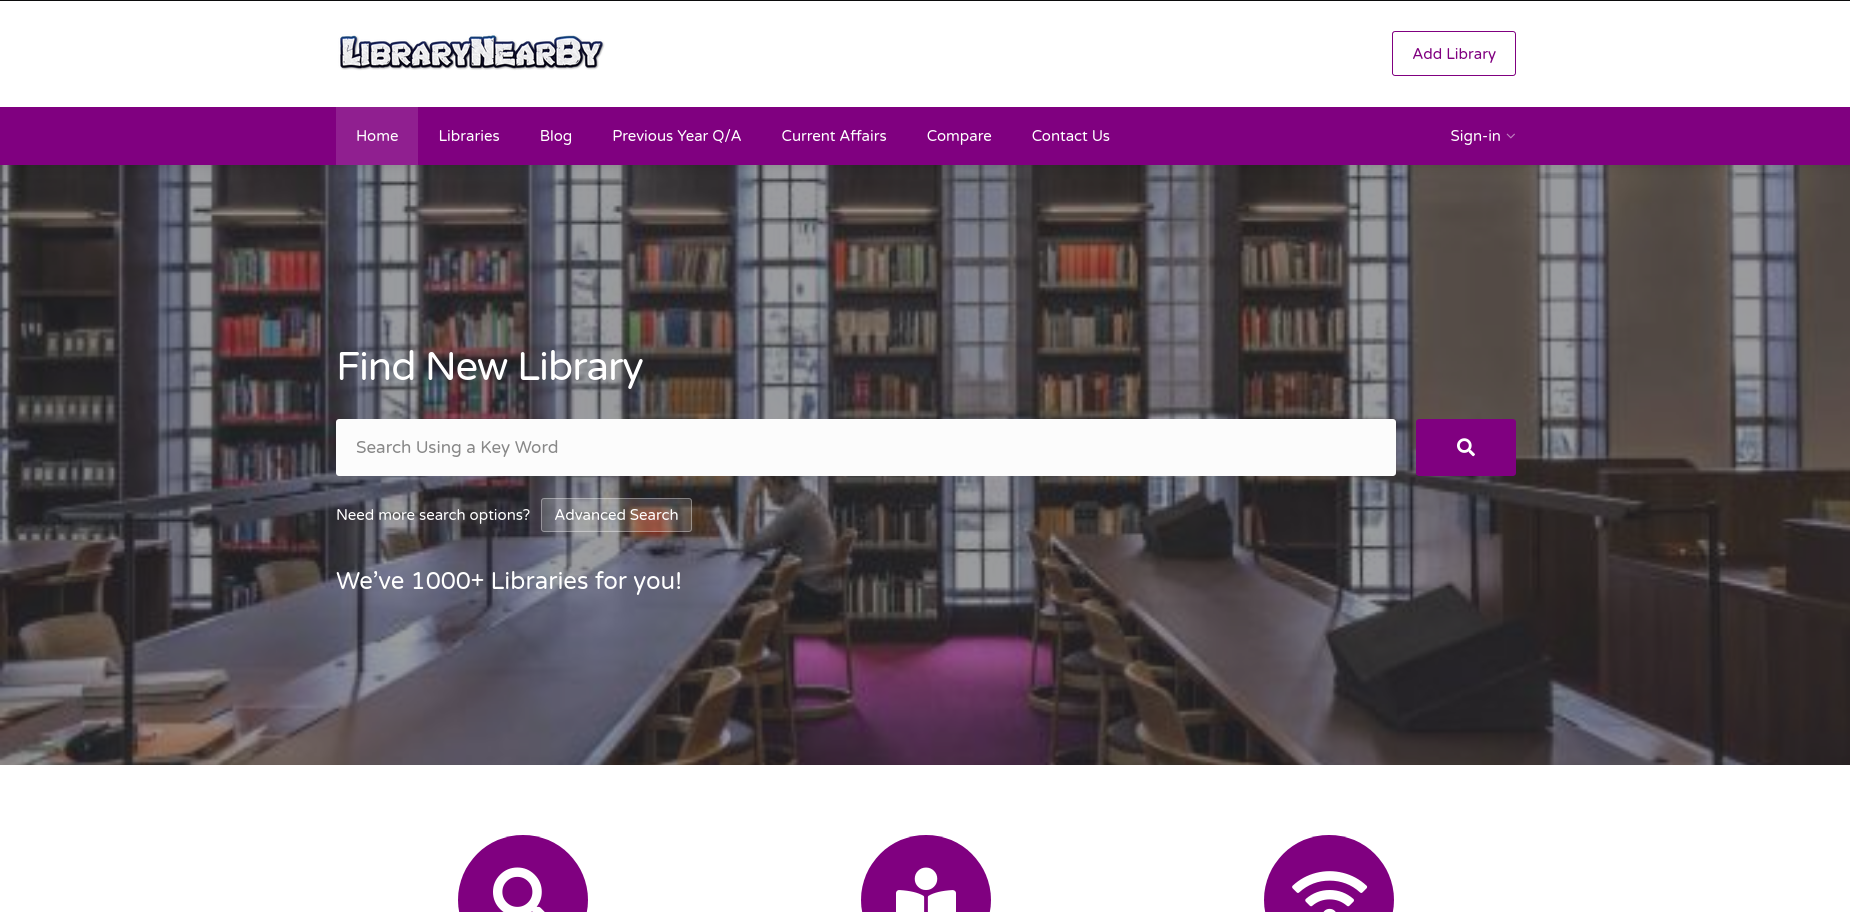 LibraryNearBy
Add Library
Home Libraries Blog Previous Year Q/A Current Affairs Compare Contact Us Sign-in
Find New Library
Search Using a Key Word
Need more search options? Advanced Search
We've 1000+ Libraries for you!